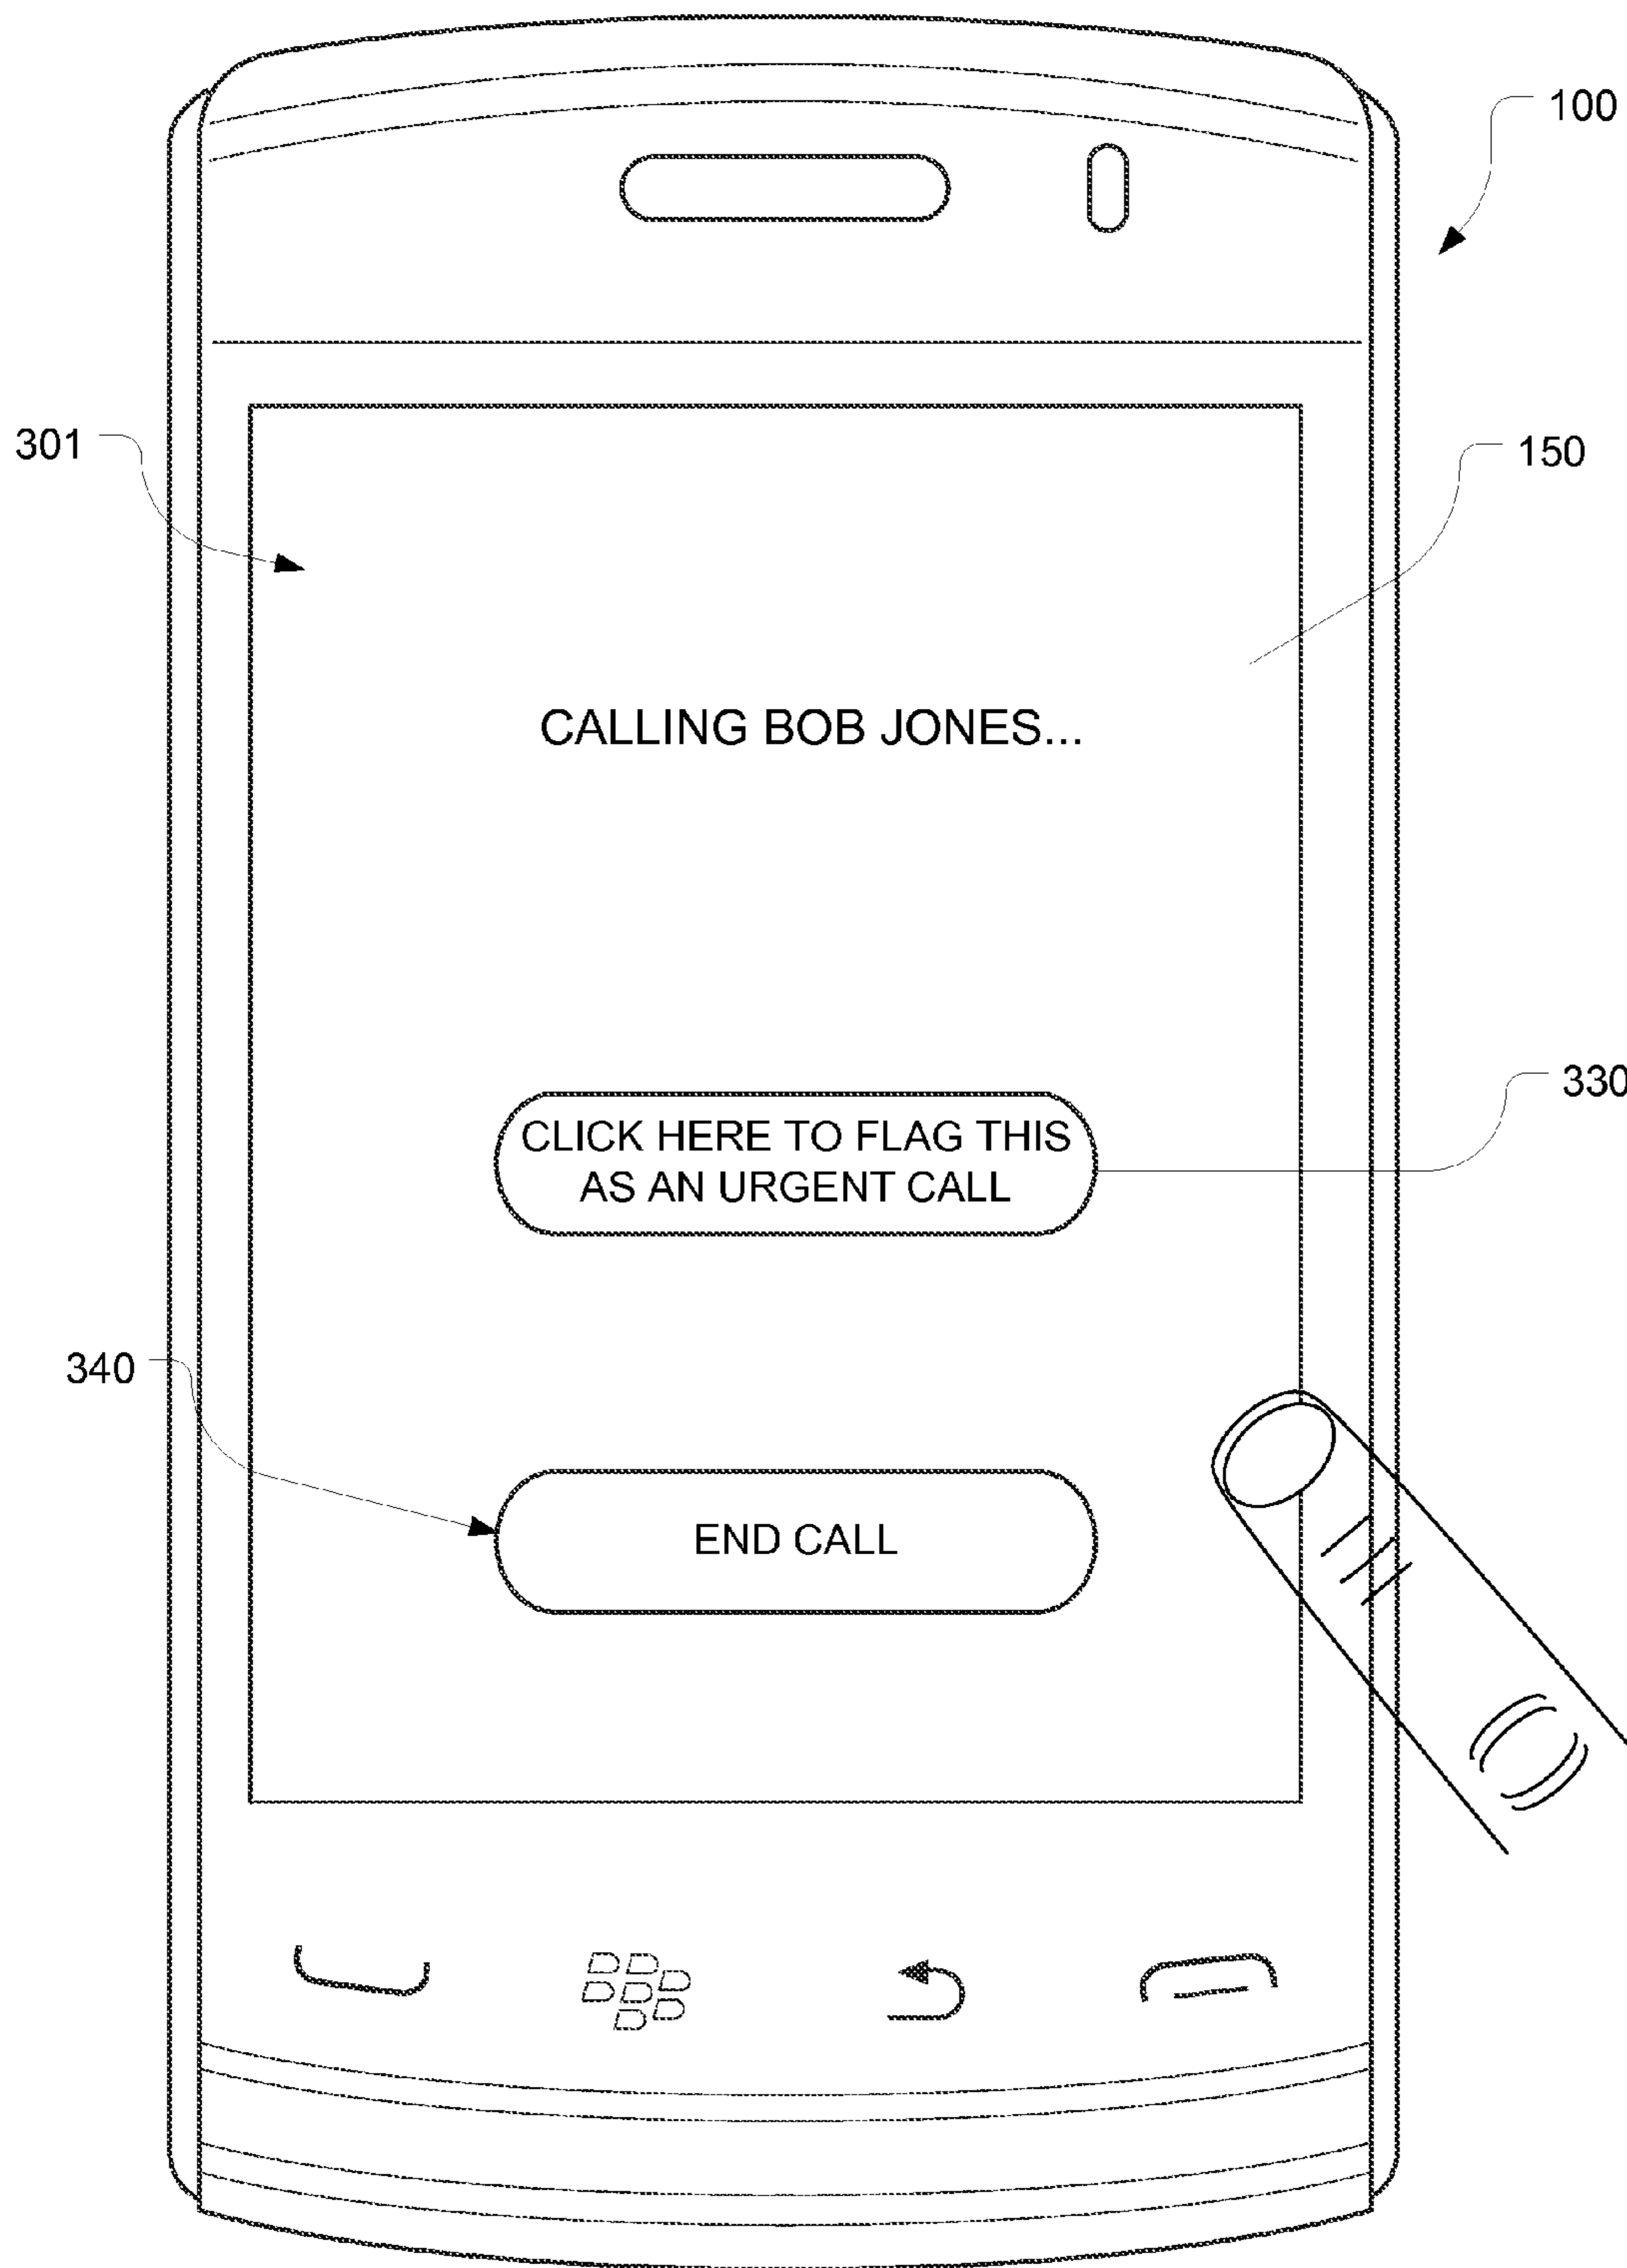 100
301
150
CALLING BOB JONES...
330
CLICK HERE TO FLAG THIS
AS AN URGENT CALL
340
END CALL